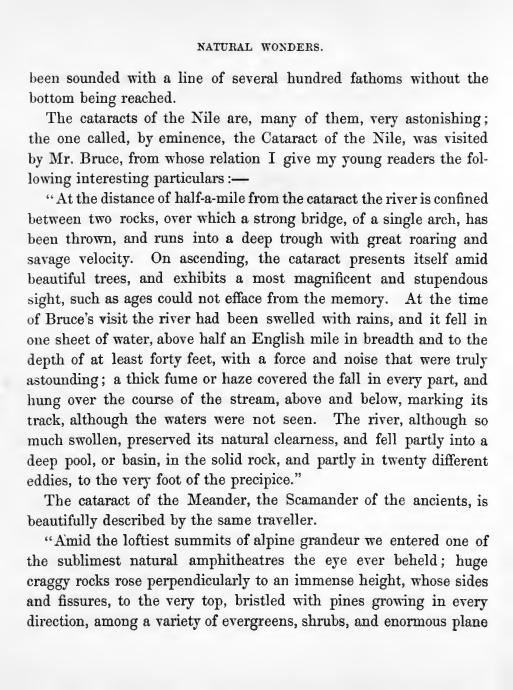 NATURAL WONDERS.
been sounded with a line of several hundred fathoms without the
bottom being reached.
The cataracts of the Nile are, many of them, very astonishing;
the one called, by eminence, the Cataract of the Nile, was visited
by Mr. Bruce, from whose relation I give my young readers the fol-
lowing interesting particulars :—
"At the distance of half-a-mile from the cataract the river is confined
between two rocks, over which a strong bridge, of a single arch, has
been thrown, and runs into a deep trough with great roaring and
savage velocity. On ascending, the cataract presents itself amid
beautiful trees, and exhibits a most magnificent and stupendous
sight, such as ages could not efface from the memory. At the time
of Bruce's visit the river had been swelled with rains, and it fell in
one sheet of water, above half an English mile in breadth and to the
depth of at least forty feet, with a force and noise that were truly
astounding; a thick fume or haze covered the fall in every part, and
hung over the course of the stream, above and below, marking its
track, although the waters were not seen. The river, although so
much swollen, preserved its natural clearness, and fell partly into a
deep pool, or basin, in the solid rock, and partly in twenty different
eddies, to the very foot of the precipice."
The cataract of the Meander, the Scamander of the ancients, is
beautifully described by the same traveller.
"Amid the loftiest summits of alpine grandeur we entered one of
the sublimest natural amphitheatres the eye ever beheld; huge
craggy rocks rose perpendicularly to an immense height, whose sides
and fissures, to the very top, bristled with pines growing in every
direction, among a variety of evergreens, shrubs, and enormous plane